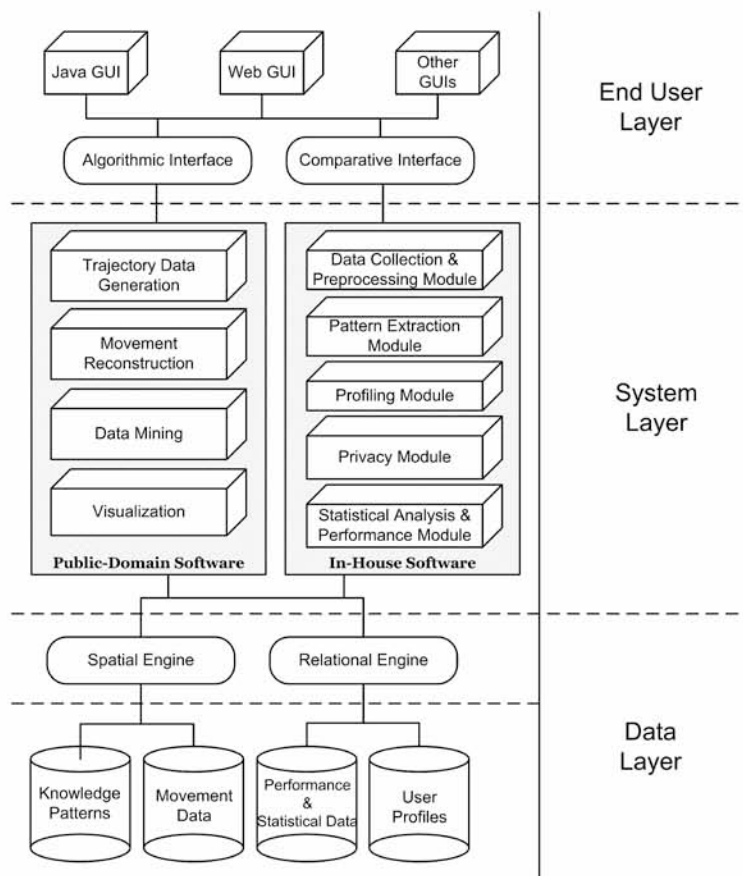 Java GUI
Web GUI
Other
GUIs
End User
Layer
Algorithmic Interface
Comparative Interface
Trajectory Data
Generation
Movement
Reconstruction
Data Mining
Visualization
Public-Domain Software
Data Collection &
Preprocessing Module
Pattern Extraction
Module
Profiling Module
Privacy Module
Statistical Analysis &
Performance Module
In-House Software
System
Layer
Spatial Engine
Relational Engine
Knowledge
Patterns
Movement
Data
Performance
&
Statistical Data
User
Profiles
Data
Layer